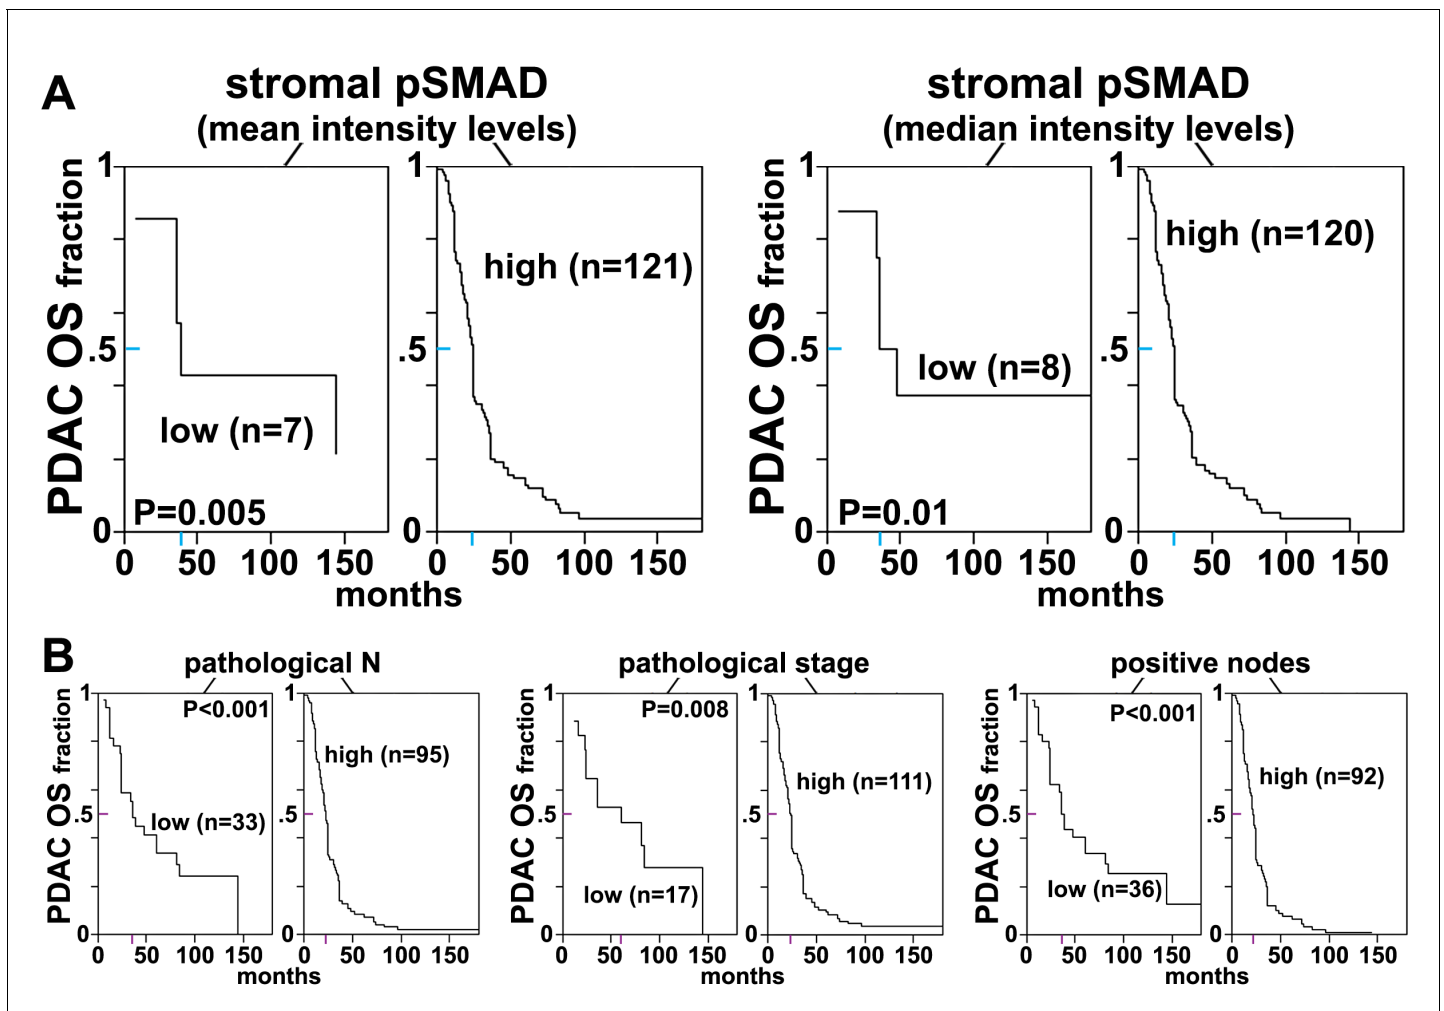 A
stromal pSMAD
(mean intensity levels)
PDAC OS fraction
1
.5
0
low (n=7)
P=0.005
0 50 100 150
1
.5
high (n=121)
0
0 50 100 150
months
stromal pSMAD
(median intensity levels)
PDAC OS fraction
1
.5
0
low (n=8)
P=0.01
0 50 100 150
1
.5
high (n=120)
0
0 50 100 150
months
B
pathological N
PDAC OS fraction
1
.5
0
P<0.001
low (n=33)
0 50 100 150
1
.5
0
high (n=95)
0 50 100 150
months
pathological stage
PDAC OS fraction
1
.5
0
P=0.008
low (n=17)
0 50 100 150
1
.5
0
high (n=111)
0 50 100 150
months
positive nodes
PDAC OS fraction
1
.5
0
P<0.001
low (n=36)
0 50 100 150
1
.5
0
high (n=92)
0 50 100 150
months